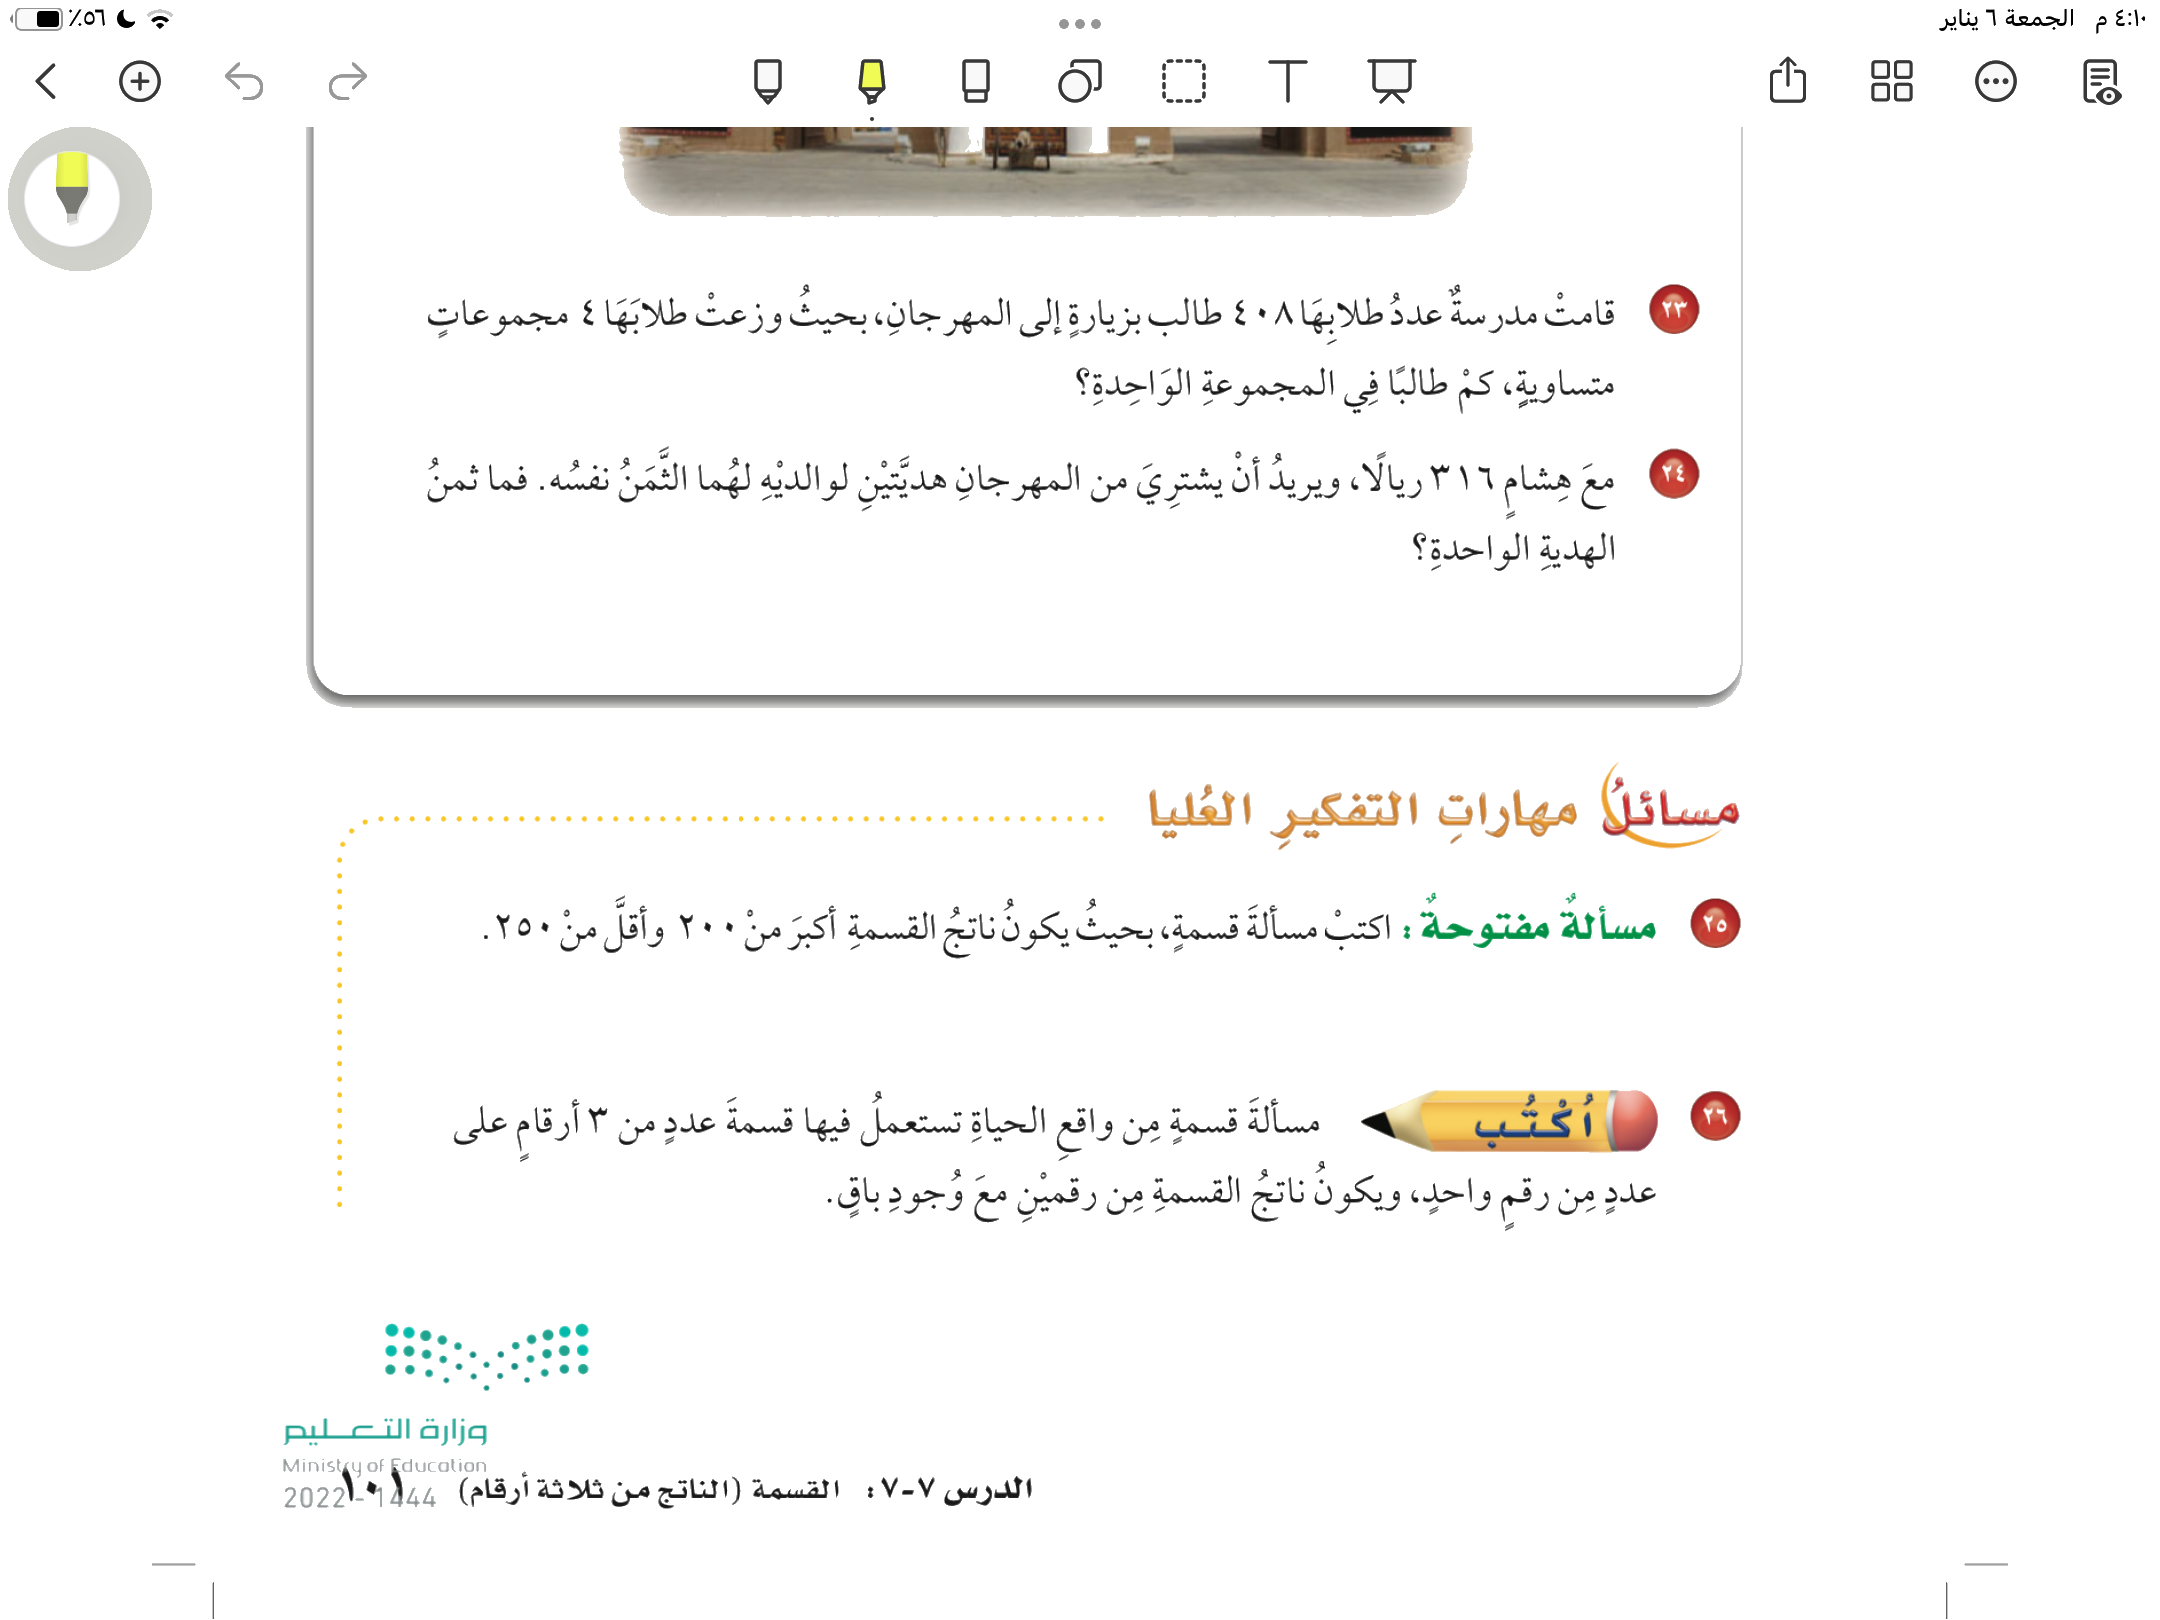 ٤:١٠ م الجمعة ٦ يناير
٪٥٦
٢٣ قامتْ مدرسةٌ عددُ طلابِهَا ٤٠٨ طالب بزيارةٍ إلى المهرجانِ، بحيثُ وزعتْ طلابَهَا ٤ مجموعاتٍ
متساويةٍ، كمْ طالبًا فِي المجموعةِ الوَاحِدةِ؟
٢٤ معَ هِشامٍ ٣١٦ ريالًا، ويريدُ أنْ يشترِيَ من المهرجانِ هديَّتيْنِ لوالديْهِ لهُما الثَّمَنُ نفسُه. فما ثمنُ
الهديةِ الواحدةِ؟
مسائلُ مهاراتِ التفكيرِ العُليا
٢٥ مسألةٌ مفتوحةٌ : اكتبْ مسألةَ قسمةٍ، بحيثُ يكونُ ناتجُ القسمةِ أكبرَ منْ ٢٠٠ وأقلَّ منْ ٢٥٠.
٢٦ اُكْتُب مسألةَ قسمةٍ مِن واقعِ الحياةِ تستعملُ فيها قسمةَ عددٍ من ٣ أرقامٍ على
عددٍ مِن رقمٍ واحدٍ، ويكونُ ناتجُ القسمةِ مِن رقميْنِ معَ وُجودِ باقٍ.
وزارة التعليم
Ministry of Education
2022 - 1444
الدرس ٧-٧ : القسمة (الناتج من ثلاثة أرقام) ١٠١